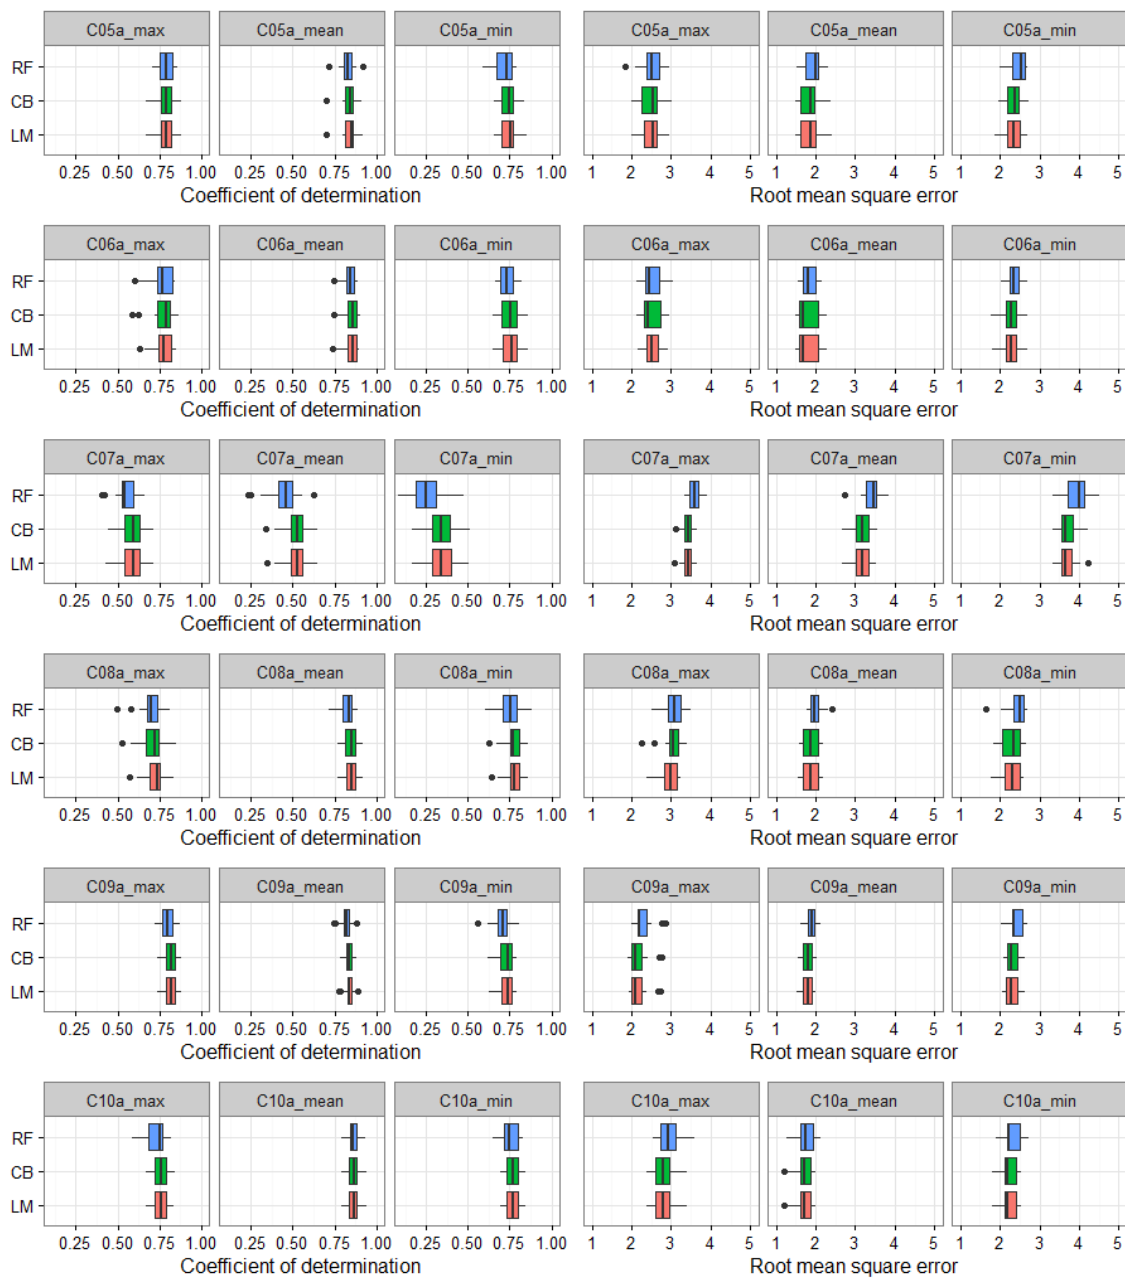 C05a_max C05a_mean C05a_min C05a_max C05a_mean C05a_min
RF
CB
LM
0.25 0.50 0.75 1.00 0.25 0.50 0.75 1.00 0.25 0.50 0.75 1.00 1 2 3 4 5 1 2 3 4 5 1 2 3 4 5
Coefficient of determination Root mean square error
C06a_max C06a_mean C06a_min C06a_max C06a_mean C06a_min
RF
CB
LM
0.25 0.50 0.75 1.00 0.25 0.50 0.75 1.00 0.25 0.50 0.75 1.00 1 2 3 4 5 1 2 3 4 5 1 2 3 4 5
Coefficient of determination Root mean square error
C07a_max C07a_mean C07a_min C07a_max C07a_mean C07a_min
RF
CB
LM
0.25 0.50 0.75 1.00 0.25 0.50 0.75 1.00 0.25 0.50 0.75 1.00 1 2 3 4 5 1 2 3 4 5 1 2 3 4 5
Coefficient of determination Root mean square error
C08a_max C08a_mean C08a_min C08a_max C08a_mean C08a_min
RF
CB
LM
0.25 0.50 0.75 1.00 0.25 0.50 0.75 1.00 0.25 0.50 0.75 1.00 1 2 3 4 5 1 2 3 4 5 1 2 3 4 5
Coefficient of determination Root mean square error
C09a_max C09a_mean C09a_min C09a_max C09a_mean C09a_min
RF
CB
LM
0.25 0.50 0.75 1.00 0.25 0.50 0.75 1.00 0.25 0.50 0.75 1.00 1 2 3 4 5 1 2 3 4 5 1 2 3 4 5
Coefficient of determination Root mean square error
C10a_max C10a_mean C10a_min C10a_max C10a_mean C10a_min
RF
CB
LM
0.25 0.50 0.75 1.00 0.25 0.50 0.75 1.00 0.25 0.50 0.75 1.00 1 2 3 4 5 1 2 3 4 5 1 2 3 4 5
Coefficient of determination Root mean square error